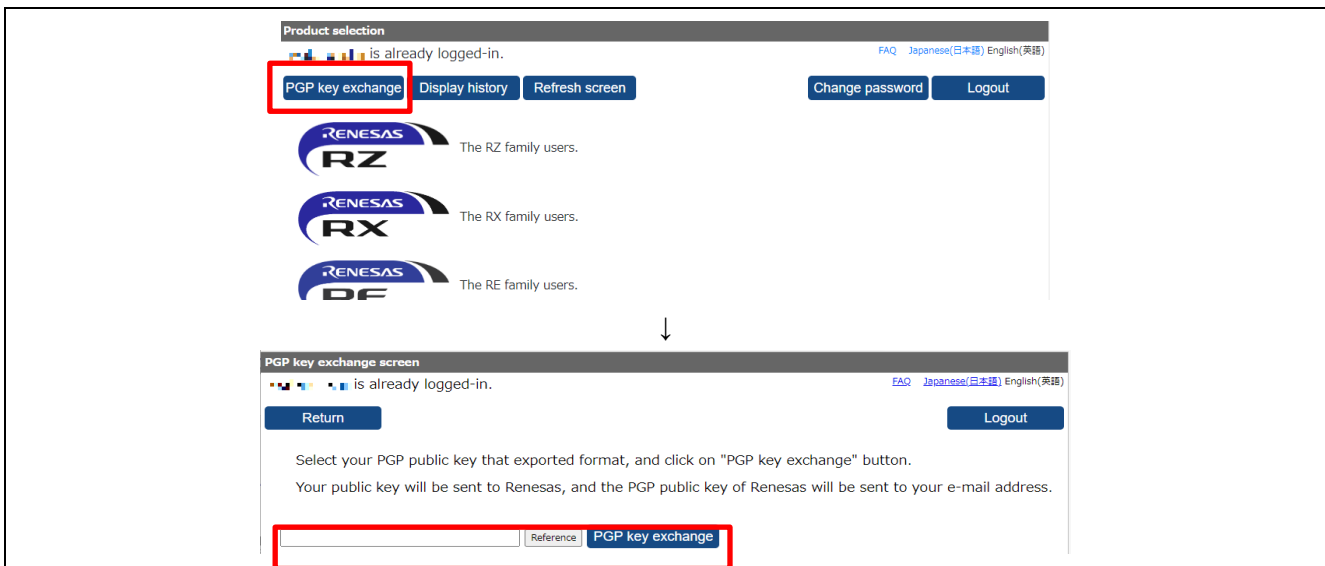 Product selection
is already logged-in.
FAQ Japanese(日本語) English(英語)
PGP key exchange Display history Refresh screen Change password Logout
RENESAS
RZ
The RZ family users.
RENESAS
RX
The RX family users.
RENESAS
RE
The RE family users.
↓
PGP key exchange screen
is already logged-in.
FAQ Japanese(日本語) English(英語)
Return Logout
Select your PGP public key that exported format, and click on "PGP key exchange" button.
Your public key will be sent to Renesas, and the PGP public key of Renesas will be sent to your e-mail address.
Reference PGP key exchange